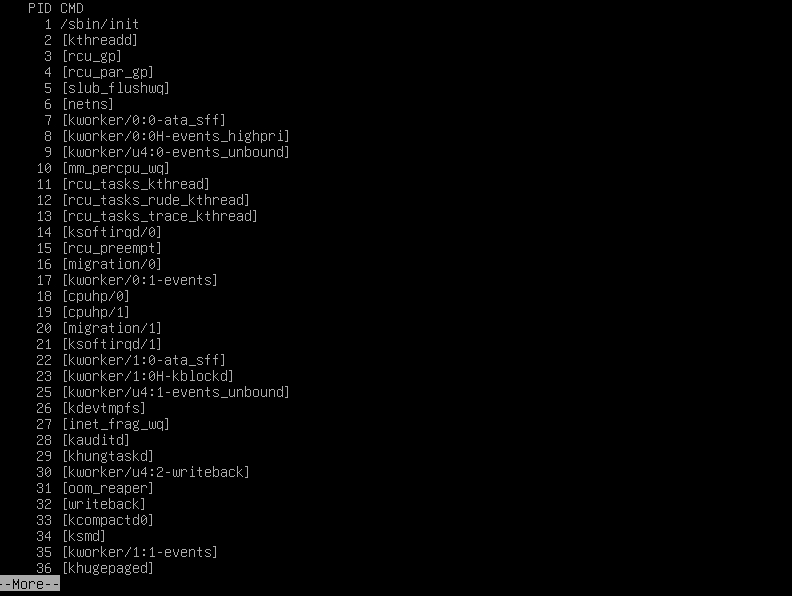 PID CMD
1 /sbin/init
2 [kthreadd]
3 [rcu_gp]
4 [rcu_par_gp]
5 [slub_flushwq]
6 [netns]
7 [kworker/0:0-ata_sff]
8 [kworker/0:0H-events_highpri]
9 [kworker/u4:0-events_unbound]
10 [mm_percpu_wq]
11 [rcu_tasks_kthread]
12 [rcu_tasks_rude_kthread]
13 [rcu_tasks_trace_kthread]
14 [ksoftirqd/0]
15 [rcu_preempt]
16 [migration/0]
17 [kworker/0:1-events]
18 [cpuhp/0]
19 [cpuhp/1]
20 [migration/1]
21 [ksoftirqd/1]
22 [kworker/1:0-ata_sff]
23 [kworker/1:0H-kblockd]
25 [kworker/u4:1-events_unbound]
26 [kdevtmpfs]
27 [inet_frag_wq]
28 [kauditd]
29 [khungtaskd]
30 [kworker/u4:2-writeback]
31 [oom_reaper]
32 [writeback]
33 [kcompactd0]
34 [ksmd]
35 [kworker/1:1-events]
36 [khugepaged]
--More--